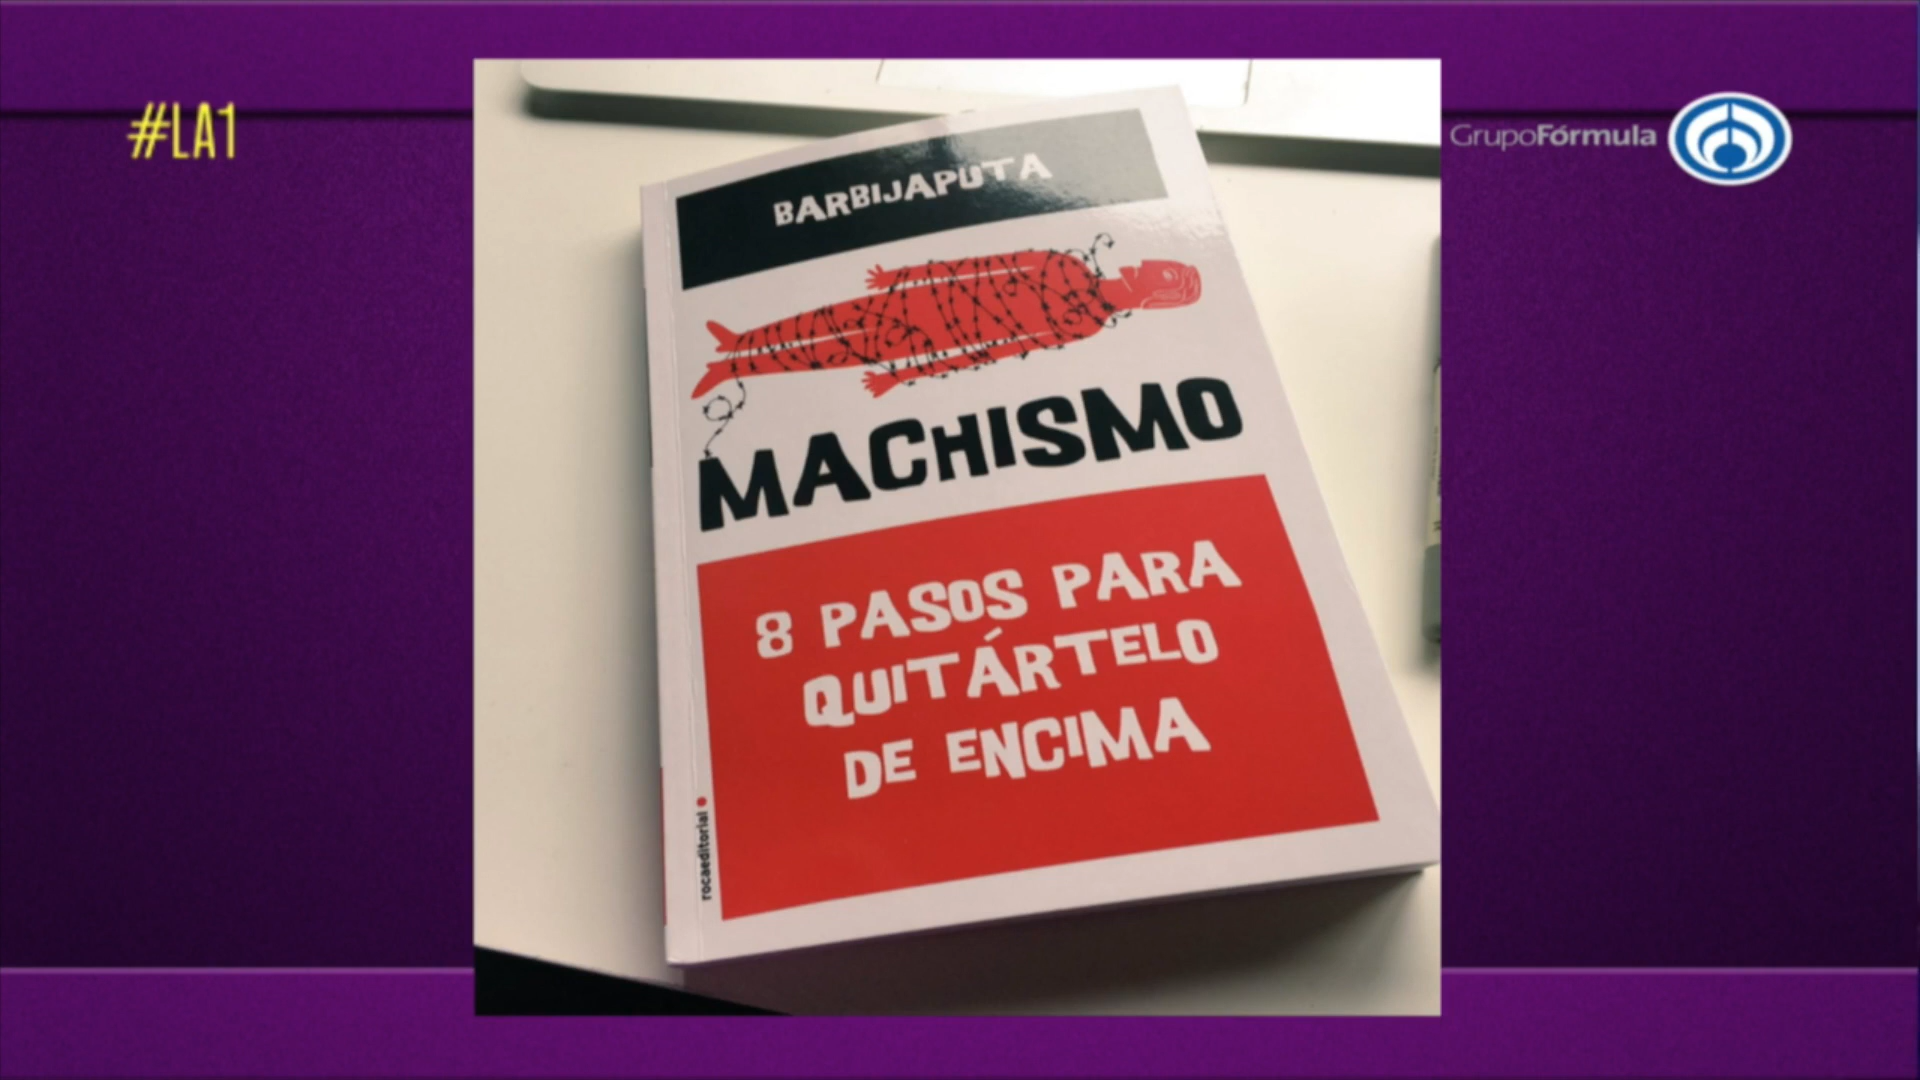 #LA1
GrupoFórmula
BARBIJAPUTA
MACHISMO
8 PASOS PARA
QUITÁRTELO
DE ENCIMA
rocaeditorial